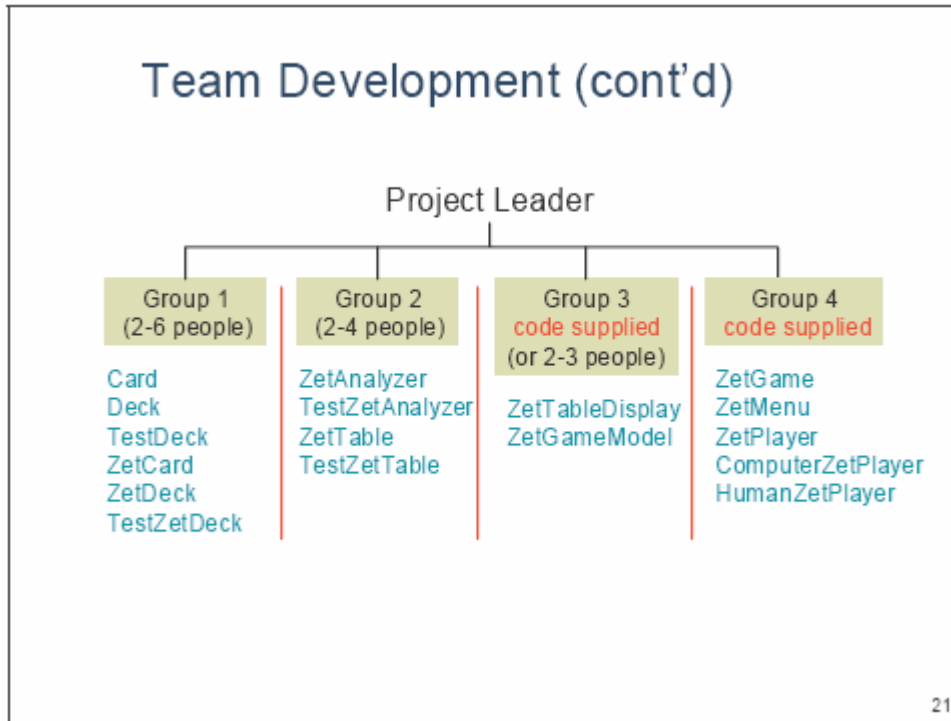 Team Development (cont'd)
Project Leader
Group 1
(2-6 people)
Card
Deck
TestDeck
ZetCard
ZetDeck
TestZetDeck
Group 2
(2-4 people)
ZetAnalyzer
TestZetAnalyzer
ZetTable
TestZetTable
Group 3
code supplied
(or 2-3 people)
ZetTableDisplay
ZetGameModel
Group 4
code supplied
ZetGame
ZetMenu
ZetPlayer
ComputerZetPlayer
HumanZetPlayer
21